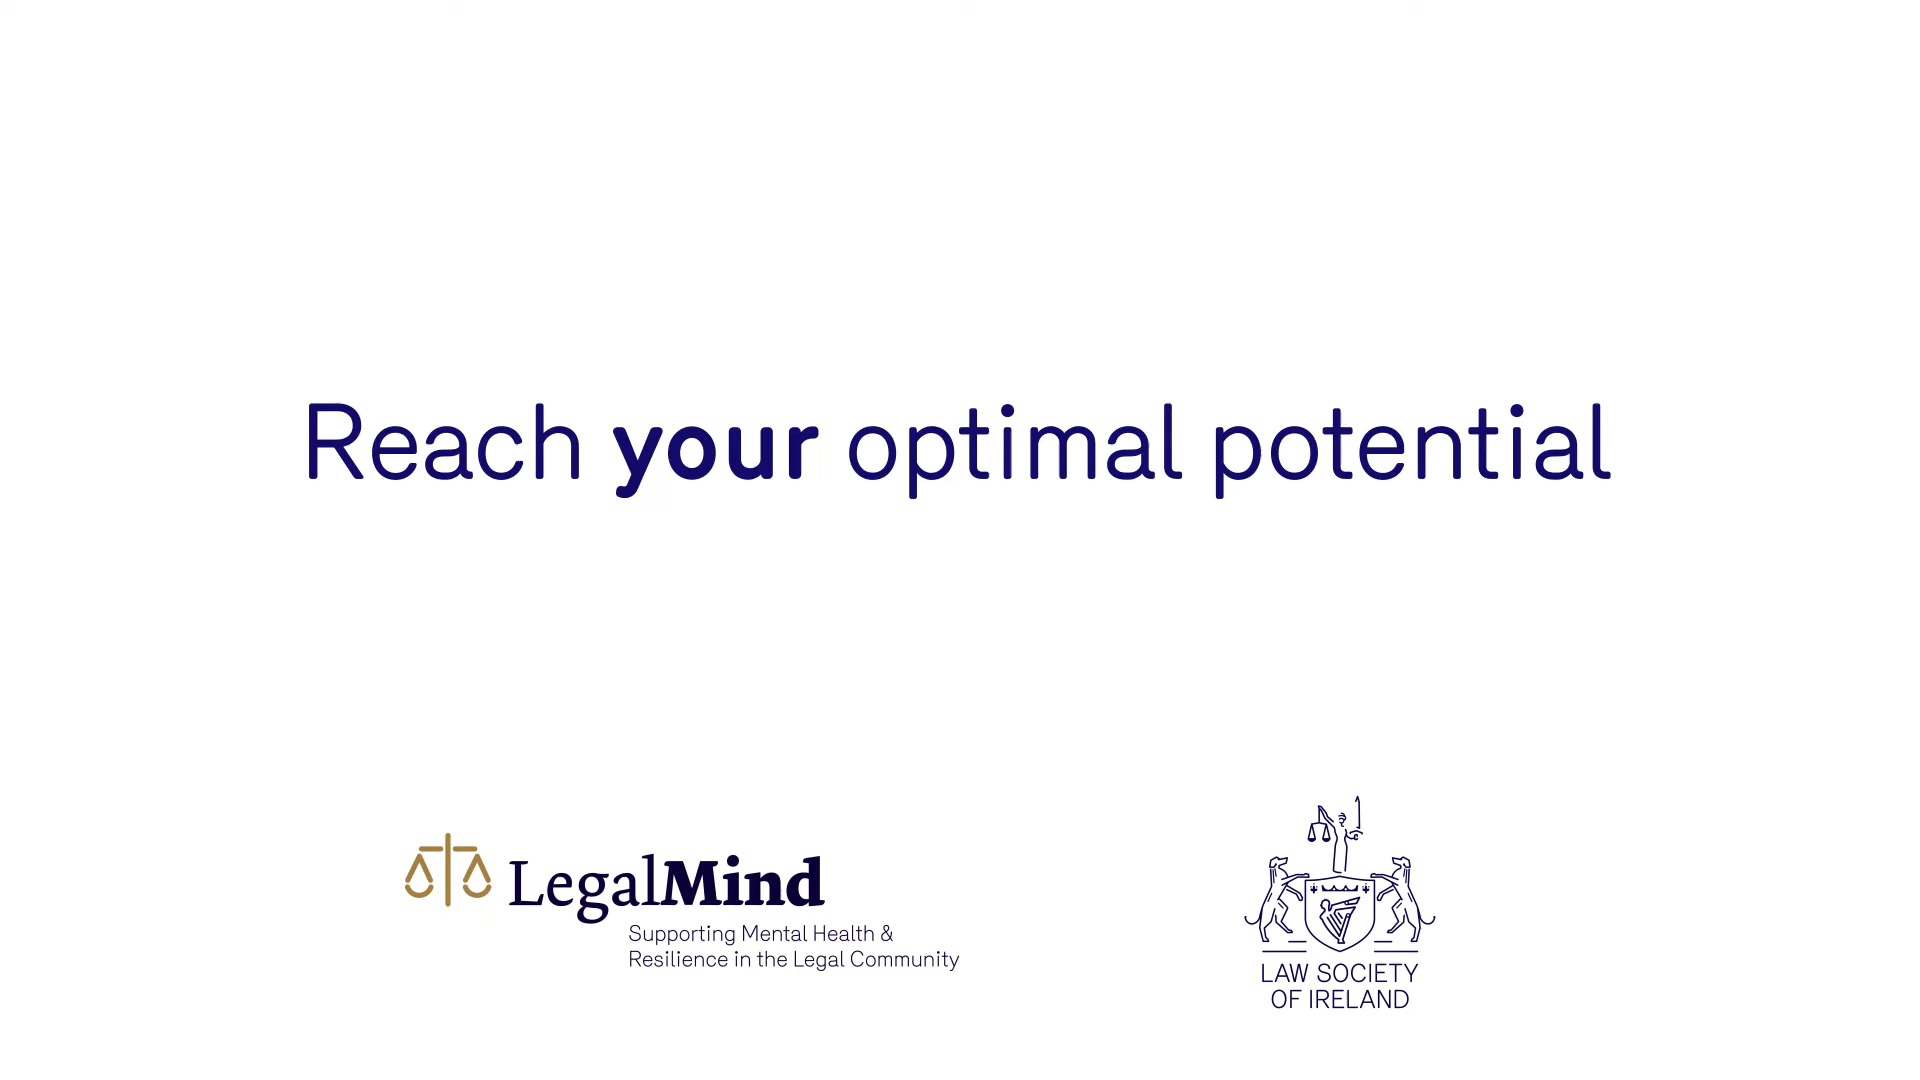 Reach your optimal potential
LegalMind
Supporting Mental Health &
Resilience in the Legal Community
LAW SOCIETY
OF IRELAND